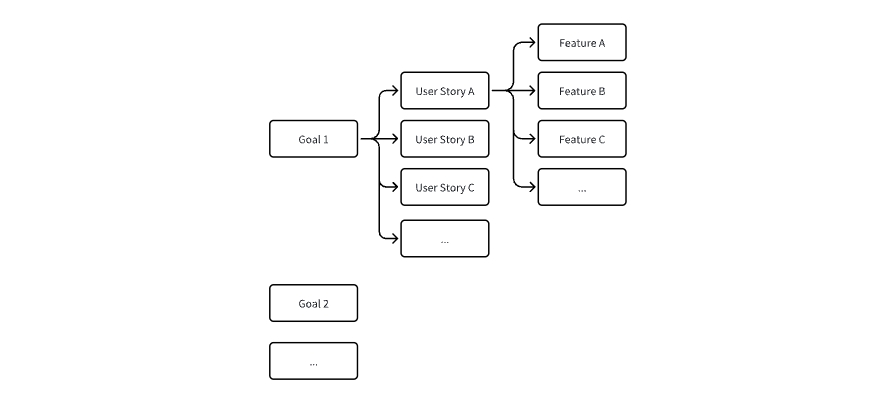 Feature A
User Story A
Feature B
Goal 1
User Story B
Feature C
User Story C
...
...
Goal 2
...